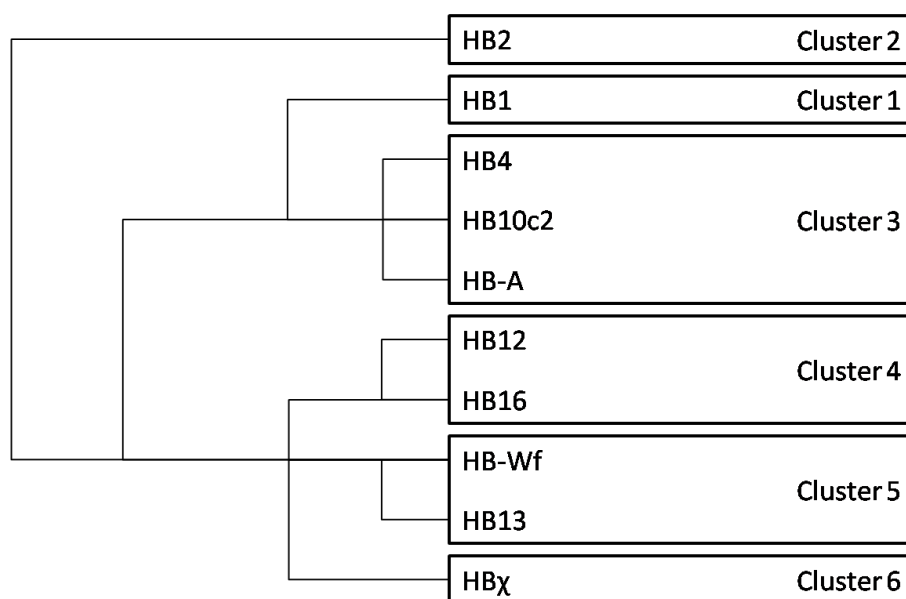 HB2 Cluster 2
HB1 Cluster 1
HB4
HB10c2 Cluster 3
HB-A
HB12
Cluster 4
HB16
HB-Wf
Cluster 5
HB13
HBχ Cluster 6